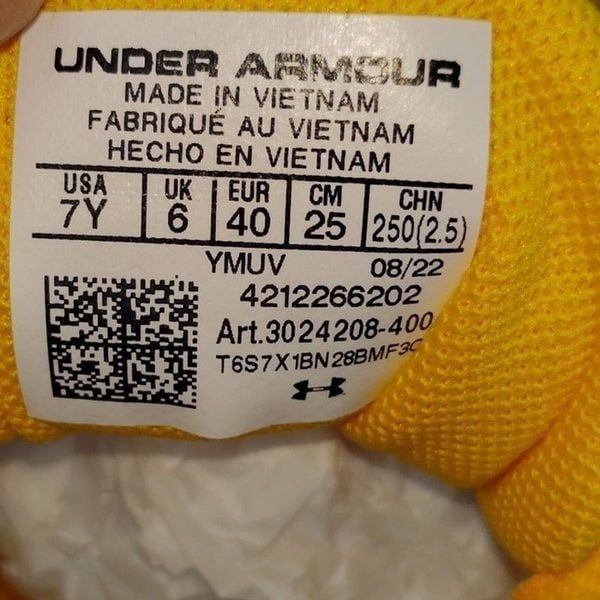 UNDER ARMOUR
MADE IN VIETNAM
FABRIQUÉ AU VIETNAM
HECHO EN VIETNAM
USA UK EUR CM CHN
7Y 6 40 25 250(2.5)
YMUV 08/22
4212266202
Art.3024208-400